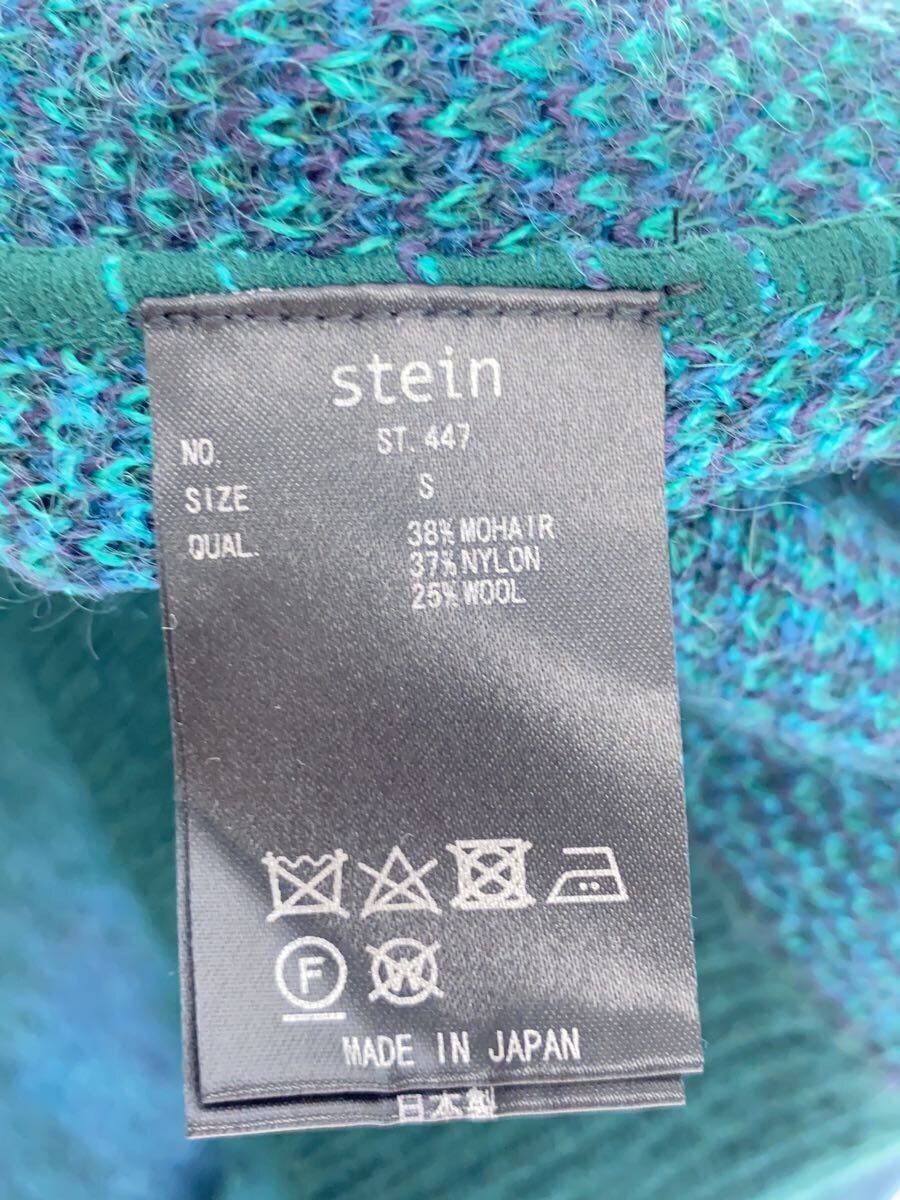 stein
NO. ST.447
SIZE S
QUAL. 38%MOHAIR
37%NYLON
25%WOOL
F
W
MADE IN JAPAN
日本製